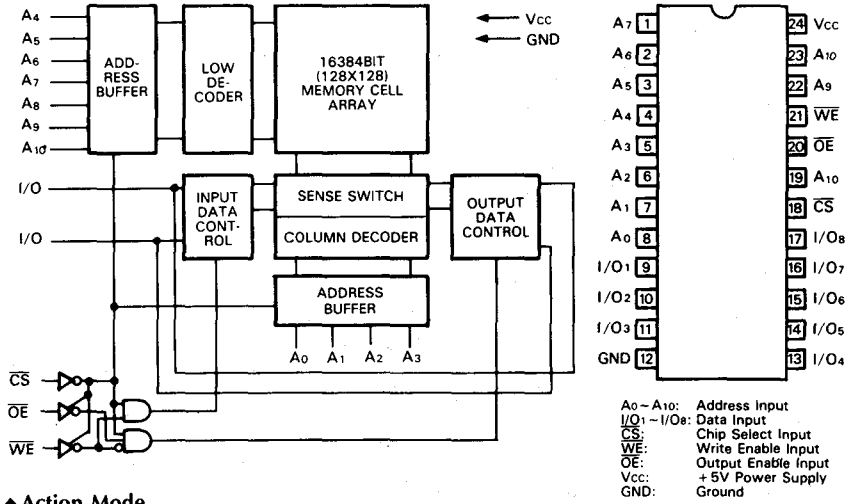 A4
A5
A6
A7
A8
A9
A10
ADD-
RESS
BUFFER
LOW
DE-
CODER
16384BIT
(128X128)
MEMORY CELL
ARRAY
Vcc
GND
I/O
I/O
INPUT
DATA
CONT-
ROL
SENSE SWITCH
COLUMN DECODER
OUTPUT
DATA
CONTROL
ADDRESS
BUFFER
A0 A1 A2 A3
CS
OE
WE
A7 1
A6 2
A5 3
A4 4
A3 5
A2 6
A1 7
A0 8
I/O1 9
I/O2 10
I/O3 11
GND 12
24 Vcc
23 A10
22 A9
21 WE
20 OE
19 A10
18 CS
17 I/O8
16 I/O7
15 I/O6
14 I/O5
13 I/O4
A0~A10: Address Input
I/O1~I/O8: Data Input
CS: Chip Select Input
WE: Write Enable Input
OE: Output Enable Input
Vcc: +5V Power Supply
GND: Ground
♦ Action Mode